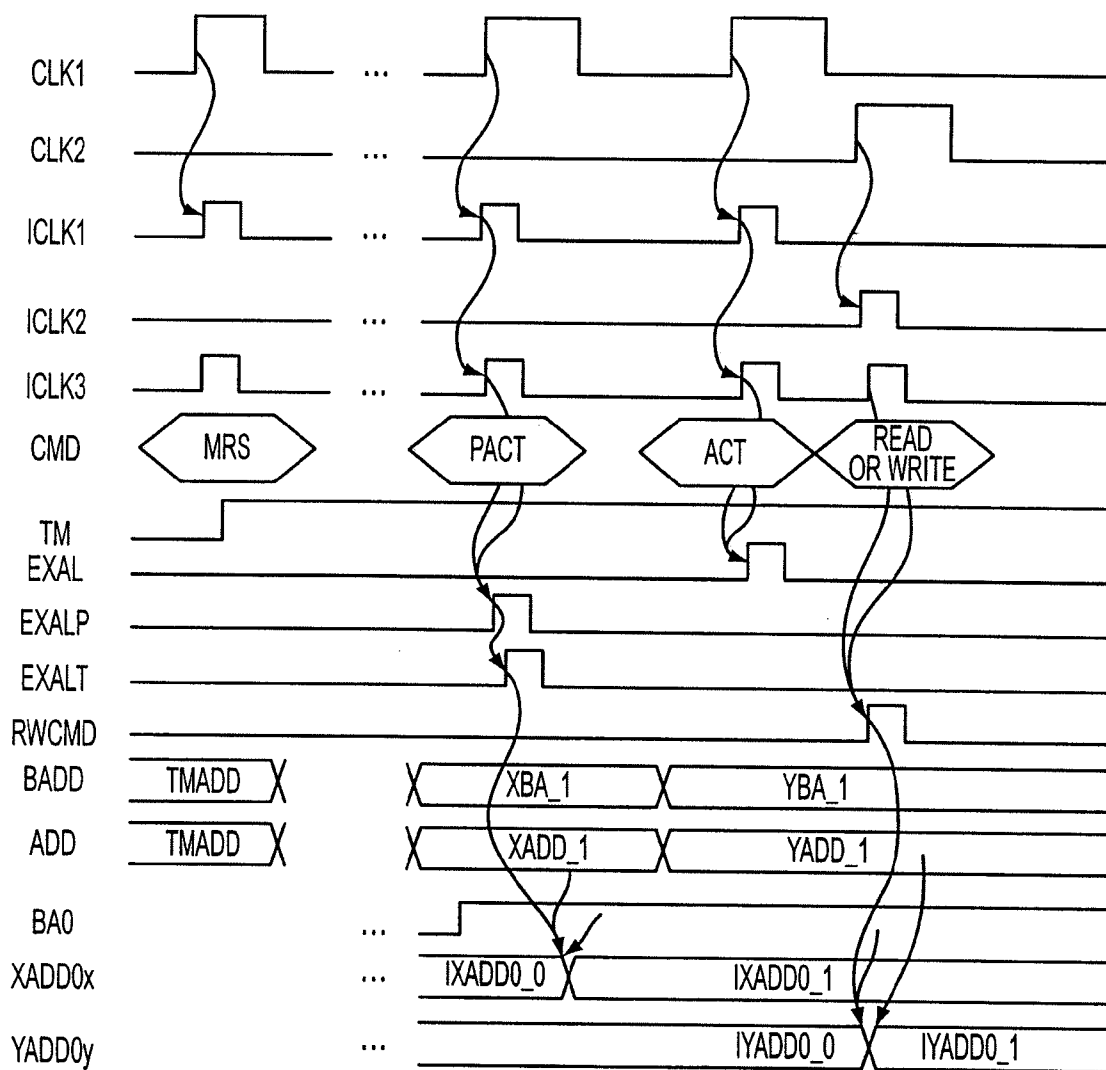 CLK1
...
CLK2
...
ICLK1
...
ICLK2
...
ICLK3
...
CMD MRS PACT ACT READ
OR WRITE
TM
EXAL
EXALP
EXALT
RWCMD
BADD TMADD XBA_1 YBA_1
ADD TMADD XADD_1 YADD_1
BA0 ...
XADD0x ... IXADD0_0 IXADD0_1
YADD0y ... IYADD0_0 IYADD0_1